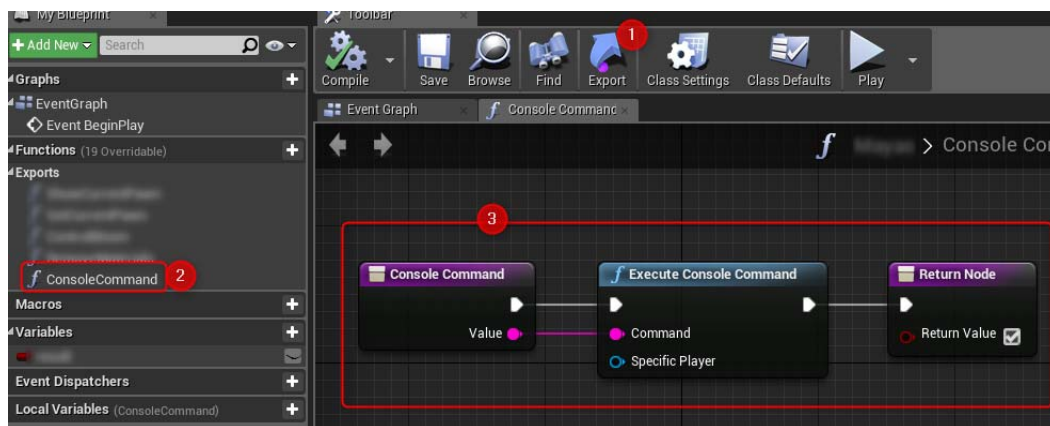 My Blueprint
Toolbar
+ Add New
Search
1
Compile
Save
Browse
Find
Export
Class Settings
Class Defaults
Play
Graphs
EventGraph
Event BeginPlay
Functions (19 Overridable)
Exports
ConsoleCommand
2
Macros
Variables
Event Dispatchers
Local Variables (ConsoleCommand)
Event Graph
Console Command
f
> Console Co
3
Console Command
Value
Execute Console Command
Command
Specific Player
Return Node
Return Value